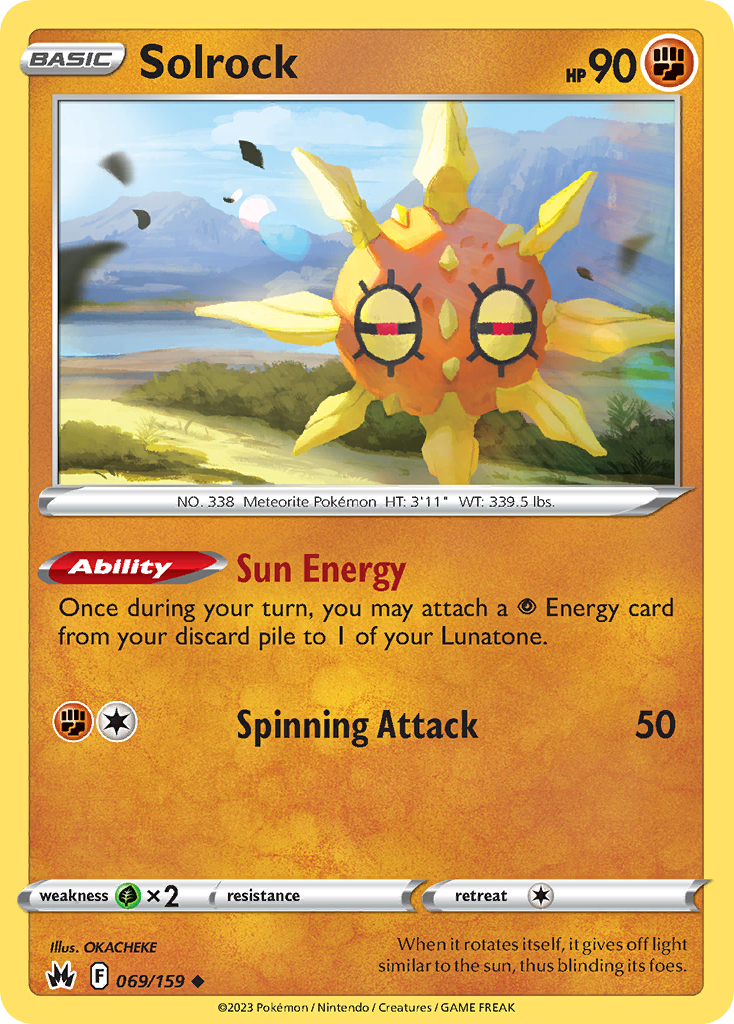 BASIC Solrock HP 90
NO. 338 Meteorite Pokémon HT: 3'11" WT: 339.5 lbs.
Ability Sun Energy
Once during your turn, you may attach a Energy card
from your discard pile to 1 of your Lunatone.
Spinning Attack 50
weakness ×2 resistance retreat
Illus. OKACHEKE
When it rotates itself, it gives off light
similar to the sun, thus blinding its foes.
F 069/159
©2023 Pokémon / Nintendo / Creatures / GAME FREAK